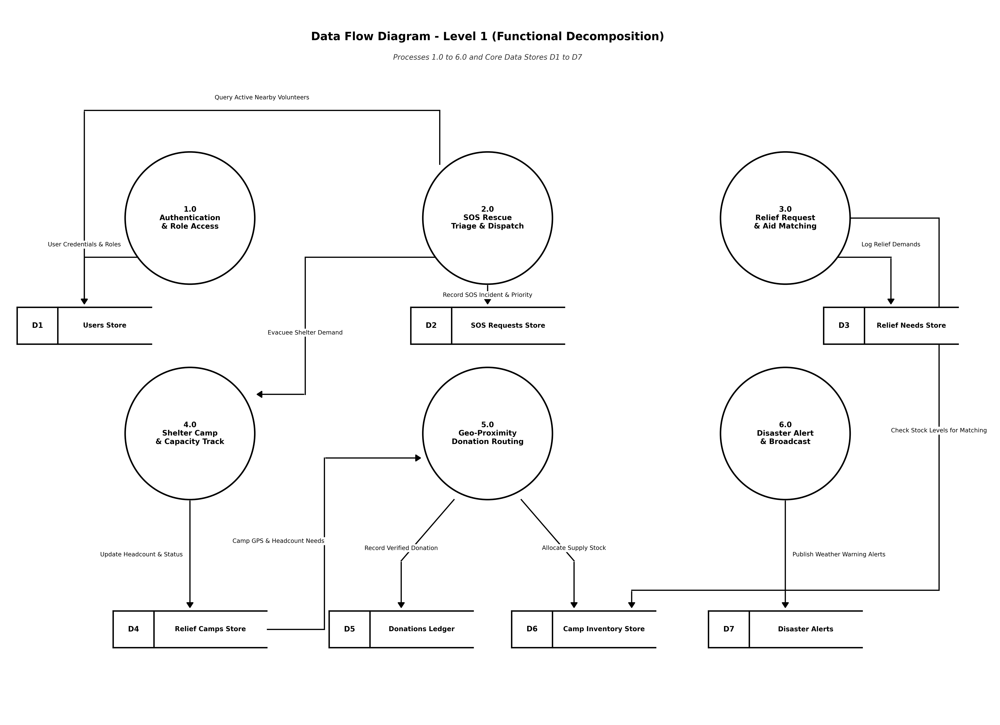 Data Flow Diagram - Level 1 (Functional Decomposition)
Processes 1.0 to 6.0 and Core Data Stores D1 to D7
Query Active Nearby Volunteers
1.0
Authentication
& Role Access
2.0
SOS Rescue
Triage & Dispatch
3.0
Relief Request
& Aid Matching
User Credentials & Roles
Log Relief Demands
Record SOS Incident & Priority
D1
Users Store
Evacuee Shelter Demand
D2
SOS Requests Store
D3
Relief Needs Store
4.0
Shelter Camp
& Capacity Track
5.0
Geo-Proximity
Donation Routing
6.0
Disaster Alert
& Broadcast
Check Stock Levels for Matching
Camp GPS & Headcount Needs
Record Verified Donation
Allocate Supply Stock
Update Headcount & Status
Publish Weather Warning Alerts
D4
Relief Camps Store
D5
Donations Ledger
D6
Camp Inventory Store
D7
Disaster Alerts